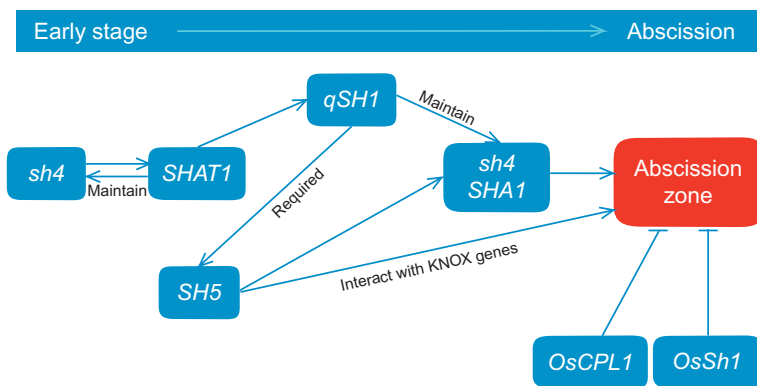 Early stage
Abscission
qSH1
Maintain
sh4
SHAT1
Maintain
sh4
SHA1
Abscission
zone
Required
SH5
Interact with KNOX genes
OsCPL1
OsSh1